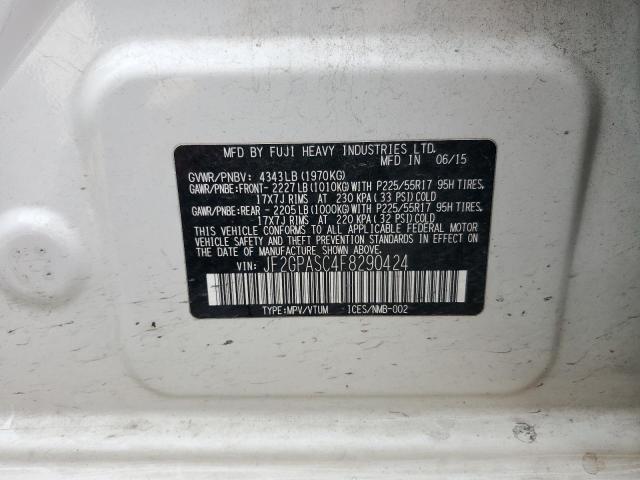 MFD BY FUJI HEAVY INDUSTRIES LTD.
MFD IN 06/15
GVWR/PNBV: 4343LB (1970KG)
GAWR/PNBE:FRONT- 2227LB (1010KG) WITH P225/55R17 95H TIRES.
17X7J RIMS AT 230 KPA (33 PSI) COLD
GAWR/PNBE:REAR - 2205LB (1000KG) WITH P225/55R17 95H TIRES.
17X7J RIMS AT 220 KPA (32 PSI) COLD
THIS VEHICLE CONFORMS TO ALL APPLICABLE FEDERAL MOTOR
VEHICLE SAFETY AND THEFT PREVENTION STANDARDS IN EFFECT ON
THE DATE OF MANUFACTURE SHOWN ABOVE.
VIN: JF2GPASC4F8290424
TYPE:MPV/VTUM ICES/NMB-002